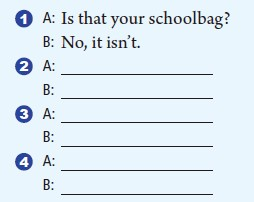 1 A: Is that your schoolbag?
B: No, it isn't.
2 A:
B:
3 A:
B:
4 A:
B: